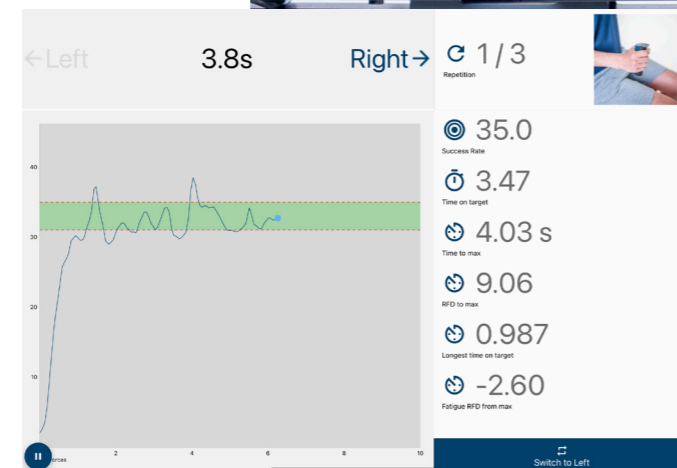 ←Left
3.8s
Right→
1/3
Repetition
35.0
Success Rate
3.47
Time on target
4.03 s
Time to max
9.06
RFD to max
0.987
Longest time on target
-2.60
Fatigue RFD from max
40
30
20
10
2
4
6
8
10
Switch to Left